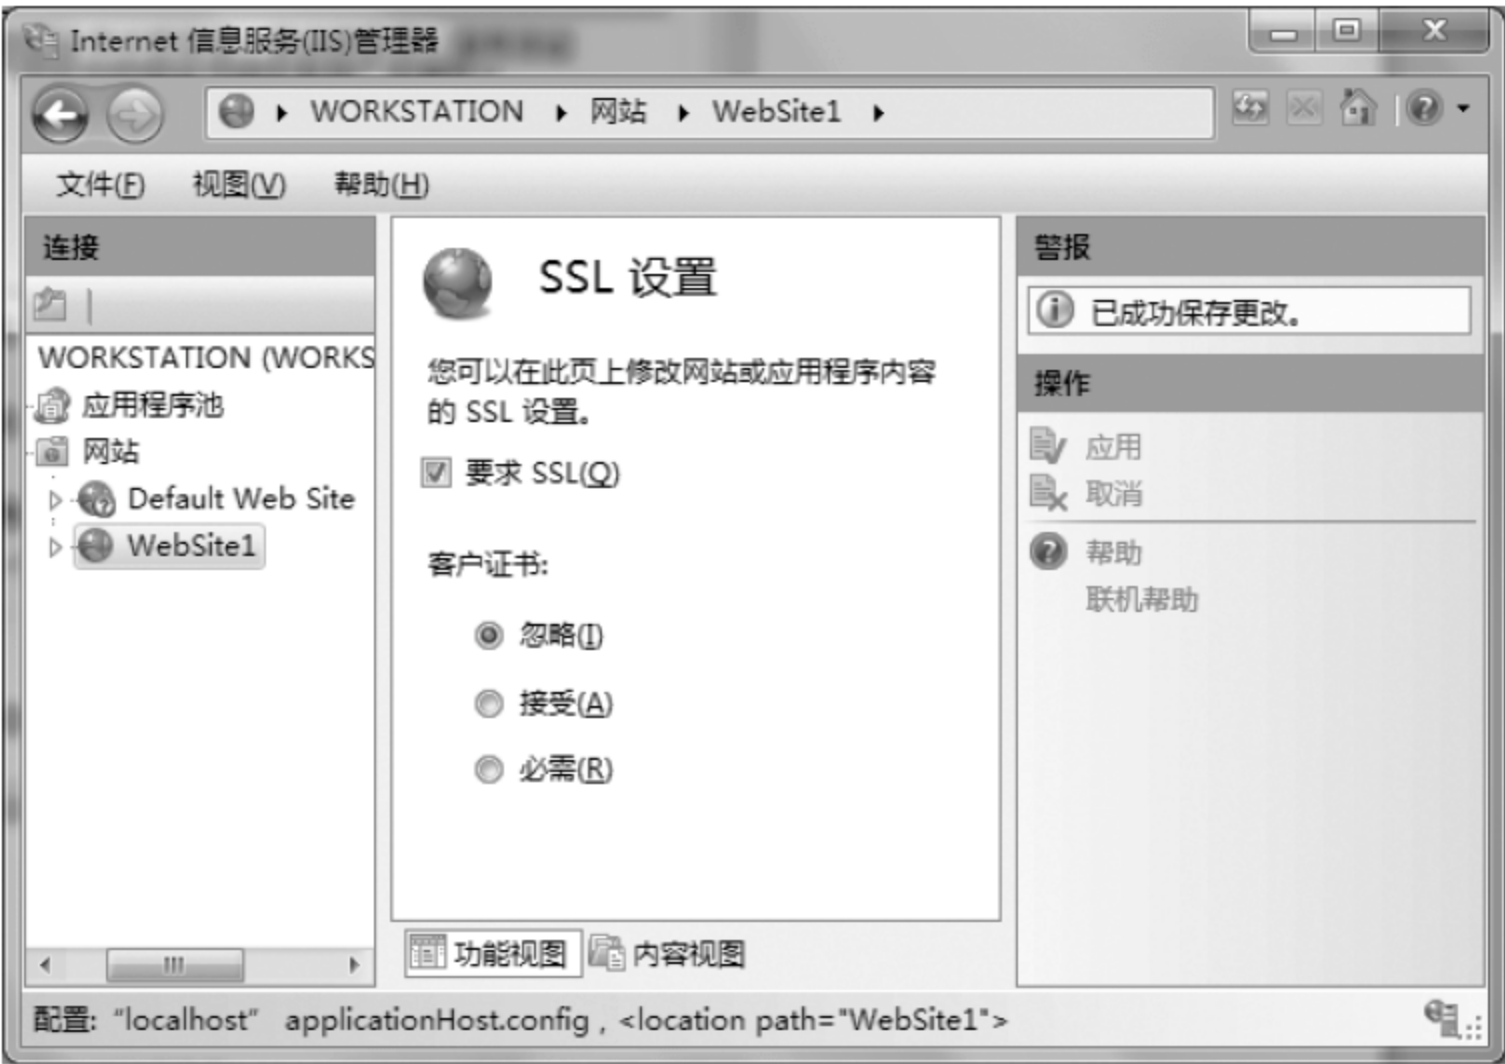 Internet 信息服务(IIS)管理器
WORKSTATION 网站 WebSite1
文件(F) 视图(V) 帮助(H)
连接
WORKSTATION (WORKS
应用程序池
网站
Default Web Site
WebSite1
SSL 设置
您可以在此页上修改网站或应用程序内容
的 SSL 设置。
要求 SSL(Q)
客户证书:
忽略(I)
接受(A)
必需(R)
功能视图 内容视图
警报
已成功保存更改。
操作
应用
取消
帮助
联机帮助
配置: “localhost” applicationHost.config , <location path="WebSite1">